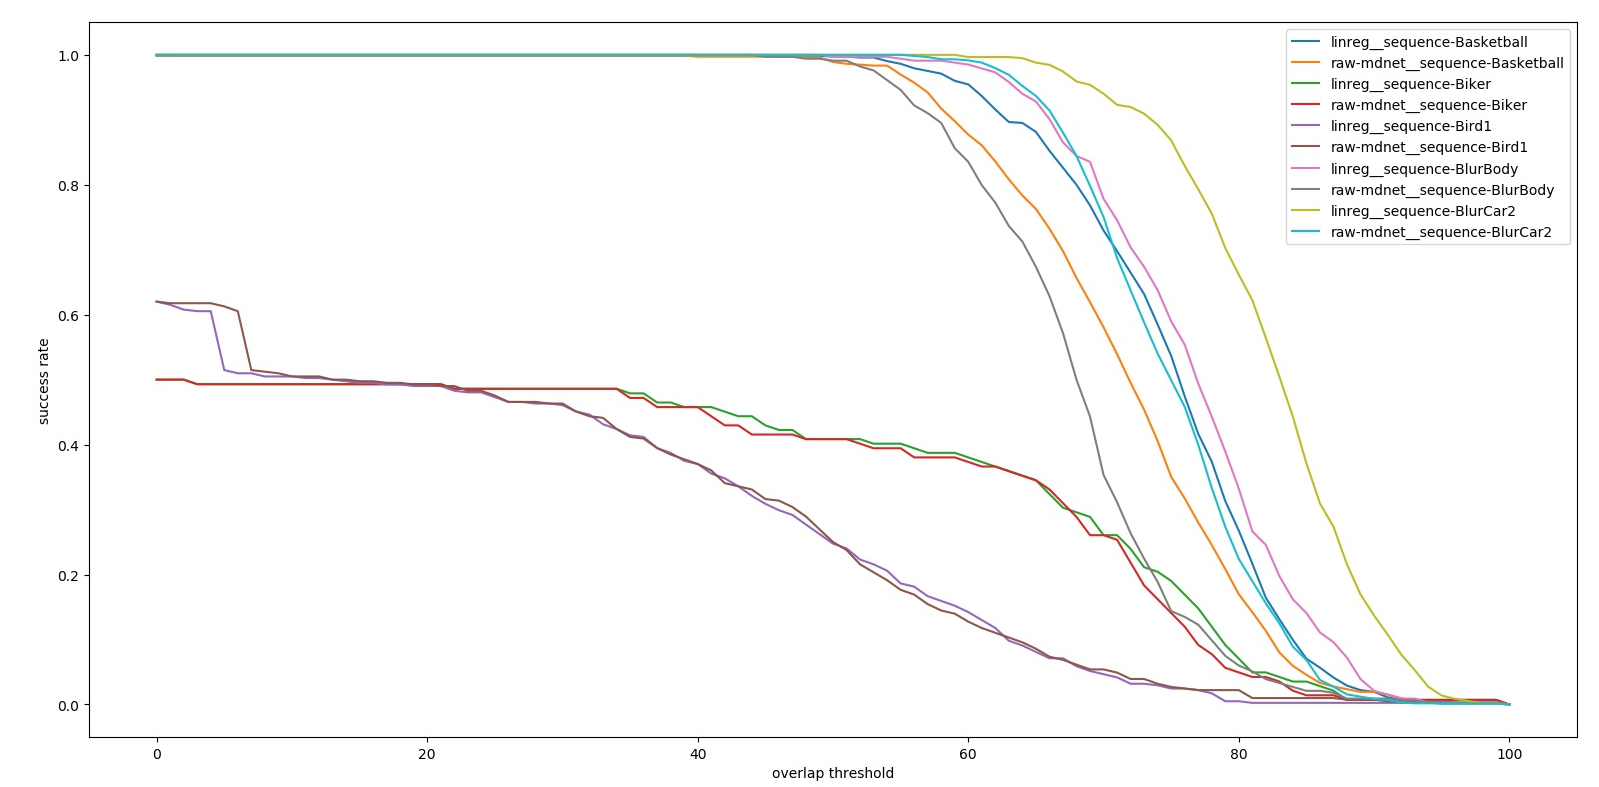 1.0
0.8
0.6
0.4
0.2
0.0
success rate
0
20
40
60
80
100
overlap threshold
linreg__sequence-Basketball
raw-mdnet__sequence-Basketball
linreg__sequence-Biker
raw-mdnet__sequence-Biker
linreg__sequence-Bird1
raw-mdnet__sequence-Bird1
linreg__sequence-BlurBody
raw-mdnet__sequence-BlurBody
linreg__sequence-BlurCar2
raw-mdnet__sequence-BlurCar2